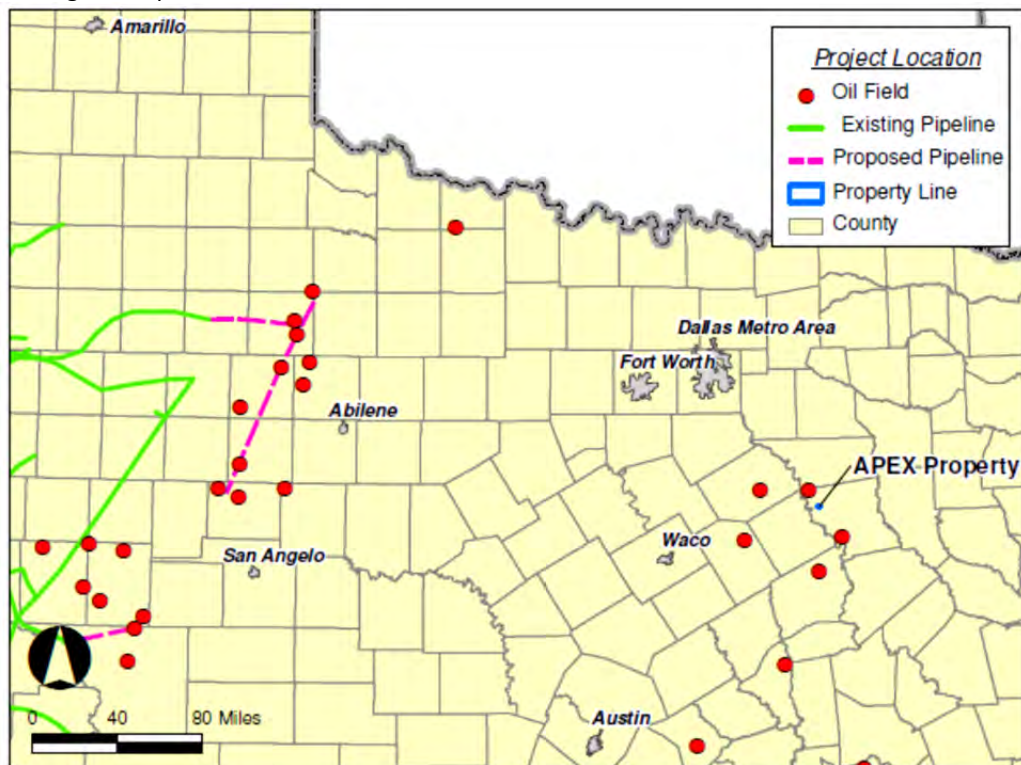 Amarillo
Project Location
Oil Field
Existing Pipeline
Proposed Pipeline
Property Line
County
Dallas Metro Area
Fort Worth
Abilene
APEX Property
Waco
San Angelo
Austin
0 40 80 Miles